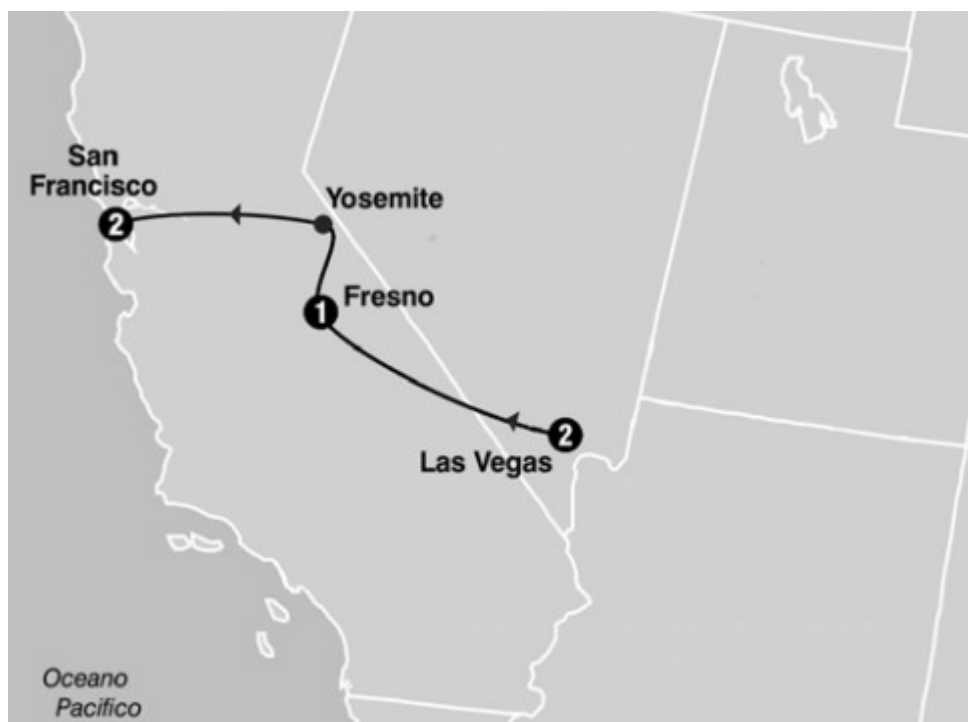 San
Francisco
2
Yosemite
1
Fresno
2
Las Vegas
Oceano
Pacifico